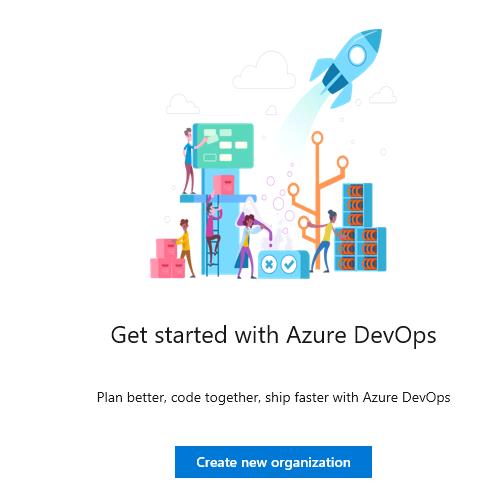 Get started with Azure DevOps
Plan better, code together, ship faster with Azure DevOps
Create new organization